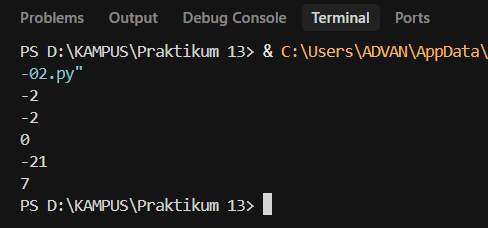 Problems Output Debug Console Terminal Ports
PS D:\KAMPUS\Praktikum 13> & C:\Users\ADVAN\AppData\
-02.py"
-2
-2
0
-21
7
PS D:\KAMPUS\Praktikum 13>